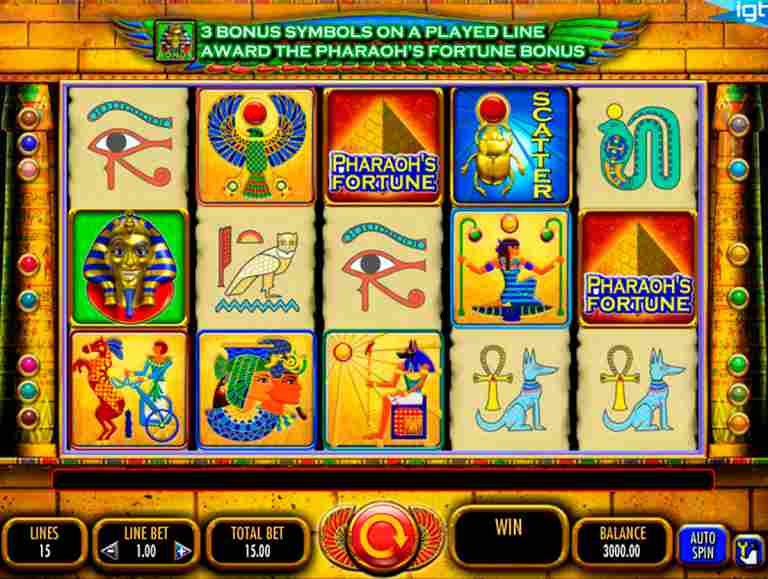 igt
3 BONUS SYMBOLS ON A PLAYED LINE
AWARD THE PHARAOH'S FORTUNE BONUS
PHARAOH'S
FORTUNE
SCATTER
PHARAOH'S
FORTUNE
LINES
15
LINE BET
1.00
TOTAL BET
15.00
WIN
BALANCE
3000.00
AUTO
SPIN